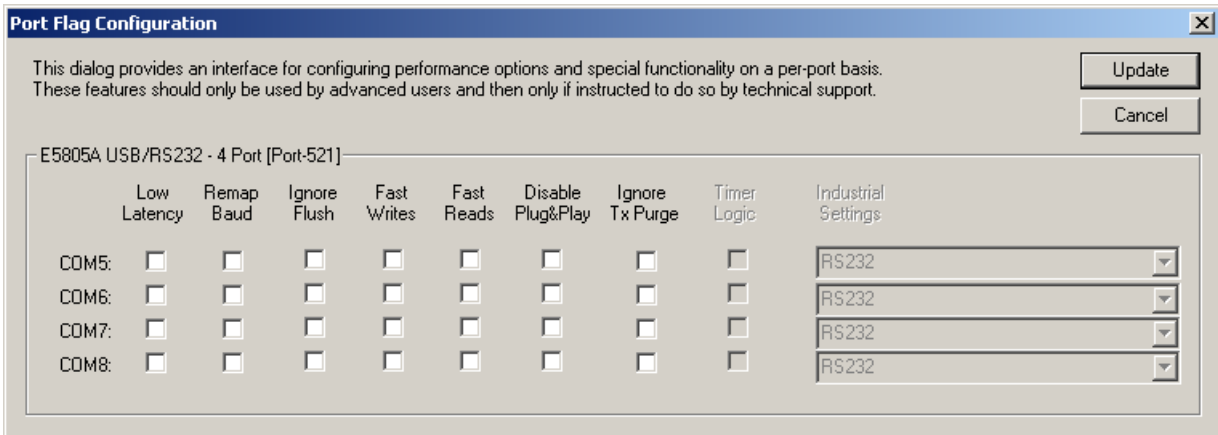 Port Flag Configuration
This dialog provides an interface for configuring performance options and special functionality on a per-port basis.
These features should only be used by advanced users and then only if instructed to do so by technical support.
Update
Cancel
E5805A USB/RS232 - 4 Port [Port-521]
Low Remap Ignore Fast Fast Disable Ignore Timer Industrial
Latency Baud Flush Writes Reads Plug&Play Tx Purge Logic Settings
COM5: RS232
COM6: RS232
COM7: RS232
COM8: RS232